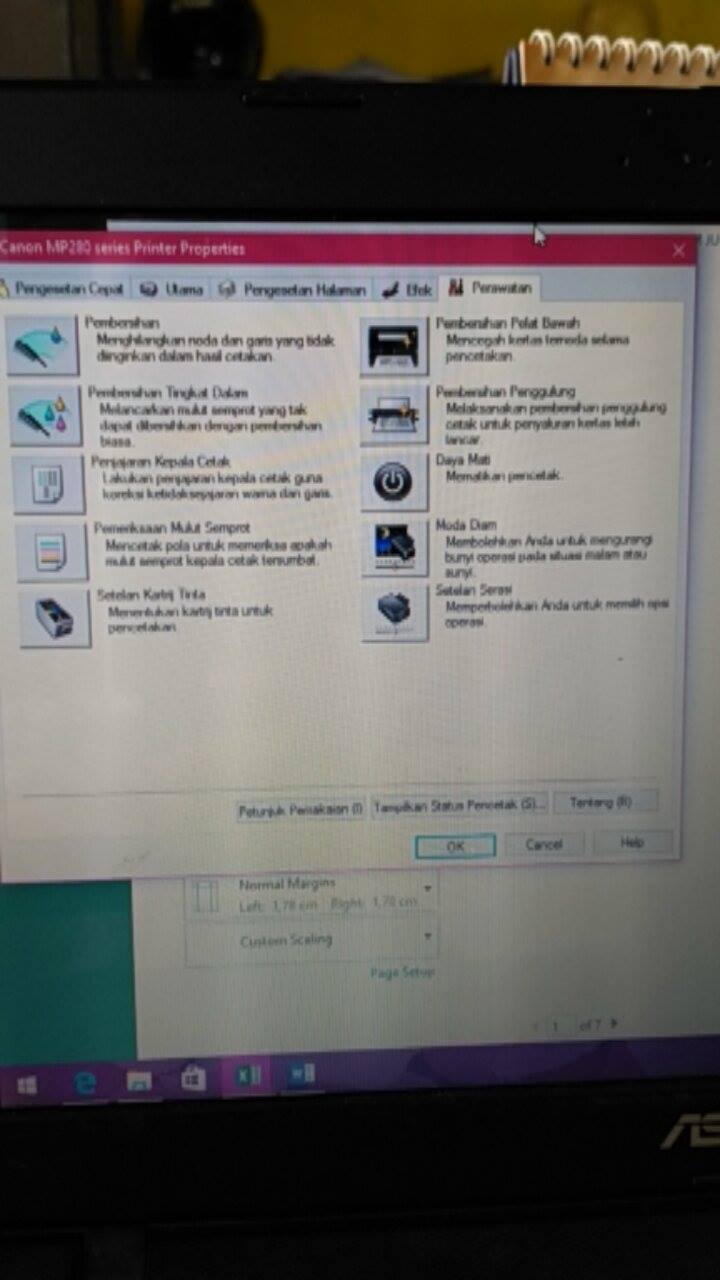 Canon MP280 series Printer Properties
Pengesetan Cepat
Utama
Pengesetan Halaman
Efek
Perawatan
Pembersihan
Menghilangkan noda dan garis yang tidak
diinginkan dalam hasil cetakan.
Pembersihan Tingkat Dalam
Melancarkan mulut semprot yang tak
dapat dibersihkan dengan pembersihan
biasa.
Penjajaran Kepala Cetak
Lakukan penjajaran kepala cetak guna
koreksi ketidaksejajaran warna dan garis.
Pemeriksaan Mulut Semprot
Mencetak pola untuk memeriksa apakah
mulut semprot kepala cetak tersumbat.
Setelan Kartrij Tinta
Menentukan kartrij tinta untuk
pencetakan.
Pembersihan Pelat Bawah
Mencegah kertas ternoda selama
pencetakan.
Pembersihan Penggulung
Melaksanakan pembersihan penggulung
cetak untuk penyaluran kertas lebih
lancar.
Daya Mati
Mematikan pencetak.
Moda Diam
Membolehkan Anda untuk mengurangi
bunyi operasi pada situasi malam atau
sunyi.
Setelan Serasi
Memperbolehkan Anda untuk memilih opsi
operasi.
Petunjuk Pemakaian (I)
Tampilkan Status Pencetak (S)...
Tentang (B)
OK
Cancel
Help
Normal Margins
Left: 1,78 cm Right: 1,78 cm
Custom Scaling
Page Setup
1 of 7